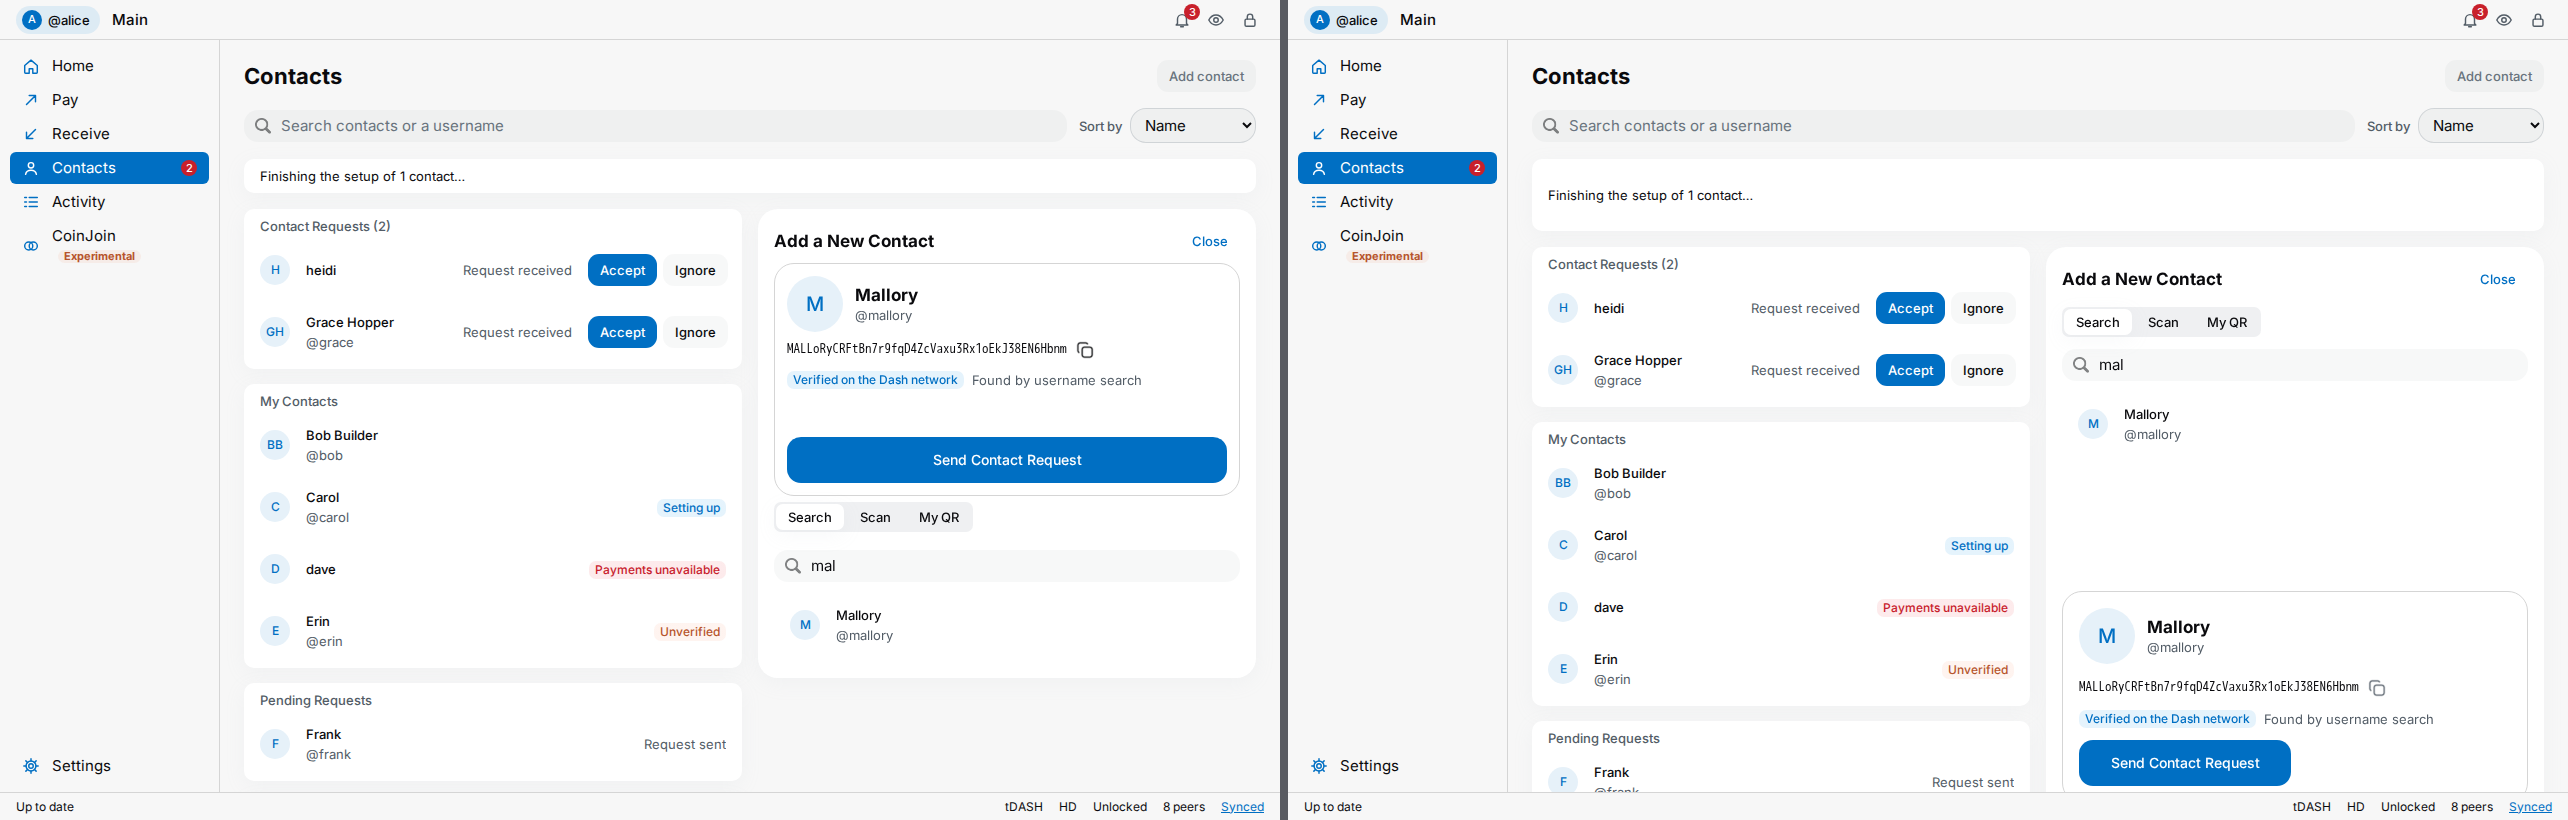 A @alice Main 3
Home
Pay
Receive
Contacts 2
Activity
CoinJoin
Experimental
Settings
Contacts Add contact
Search contacts or a username Sort by Name
Finishing the setup of 1 contact...
Contact Requests (2)
H heidi Request received Accept Ignore
GH Grace Hopper Request received Accept Ignore
@grace
My Contacts
BB Bob Builder
@bob
C Carol Setting up
@carol
D dave Payments unavailable
E Erin Unverified
@erin
Pending Requests
F Frank Request sent
@frank
Add a New Contact Close
M Mallory
@mallory
MALLoRyCRFtBn7r9fqD4ZcVaxu3Rx1oEkJ38EN6Hbnm
Verified on the Dash network Found by username search
Send Contact Request
Search Scan My QR
mal
M Mallory
@mallory
Up to date tDASH HD Unlocked 8 peers Synced
A @alice Main 3
Home
Pay
Receive
Contacts 2
Activity
CoinJoin
Experimental
Settings
Contacts Add contact
Search contacts or a username Sort by Name
Finishing the setup of 1 contact...
Contact Requests (2)
H heidi Request received Accept Ignore
GH Grace Hopper Request received Accept Ignore
@grace
My Contacts
BB Bob Builder
@bob
C Carol Setting up
@carol
D dave Payments unavailable
E Erin Unverified
@erin
Pending Requests
F Frank Request sent
@frank
Add a New Contact Close
Search Scan My QR
mal
M Mallory
@mallory
M Mallory
@mallory
MALLoRyCRFtBn7r9fqD4ZcVaxu3Rx1oEkJ38EN6Hbnm
Verified on the Dash network Found by username search
Send Contact Request
Up to date tDASH HD Unlocked 8 peers Synced